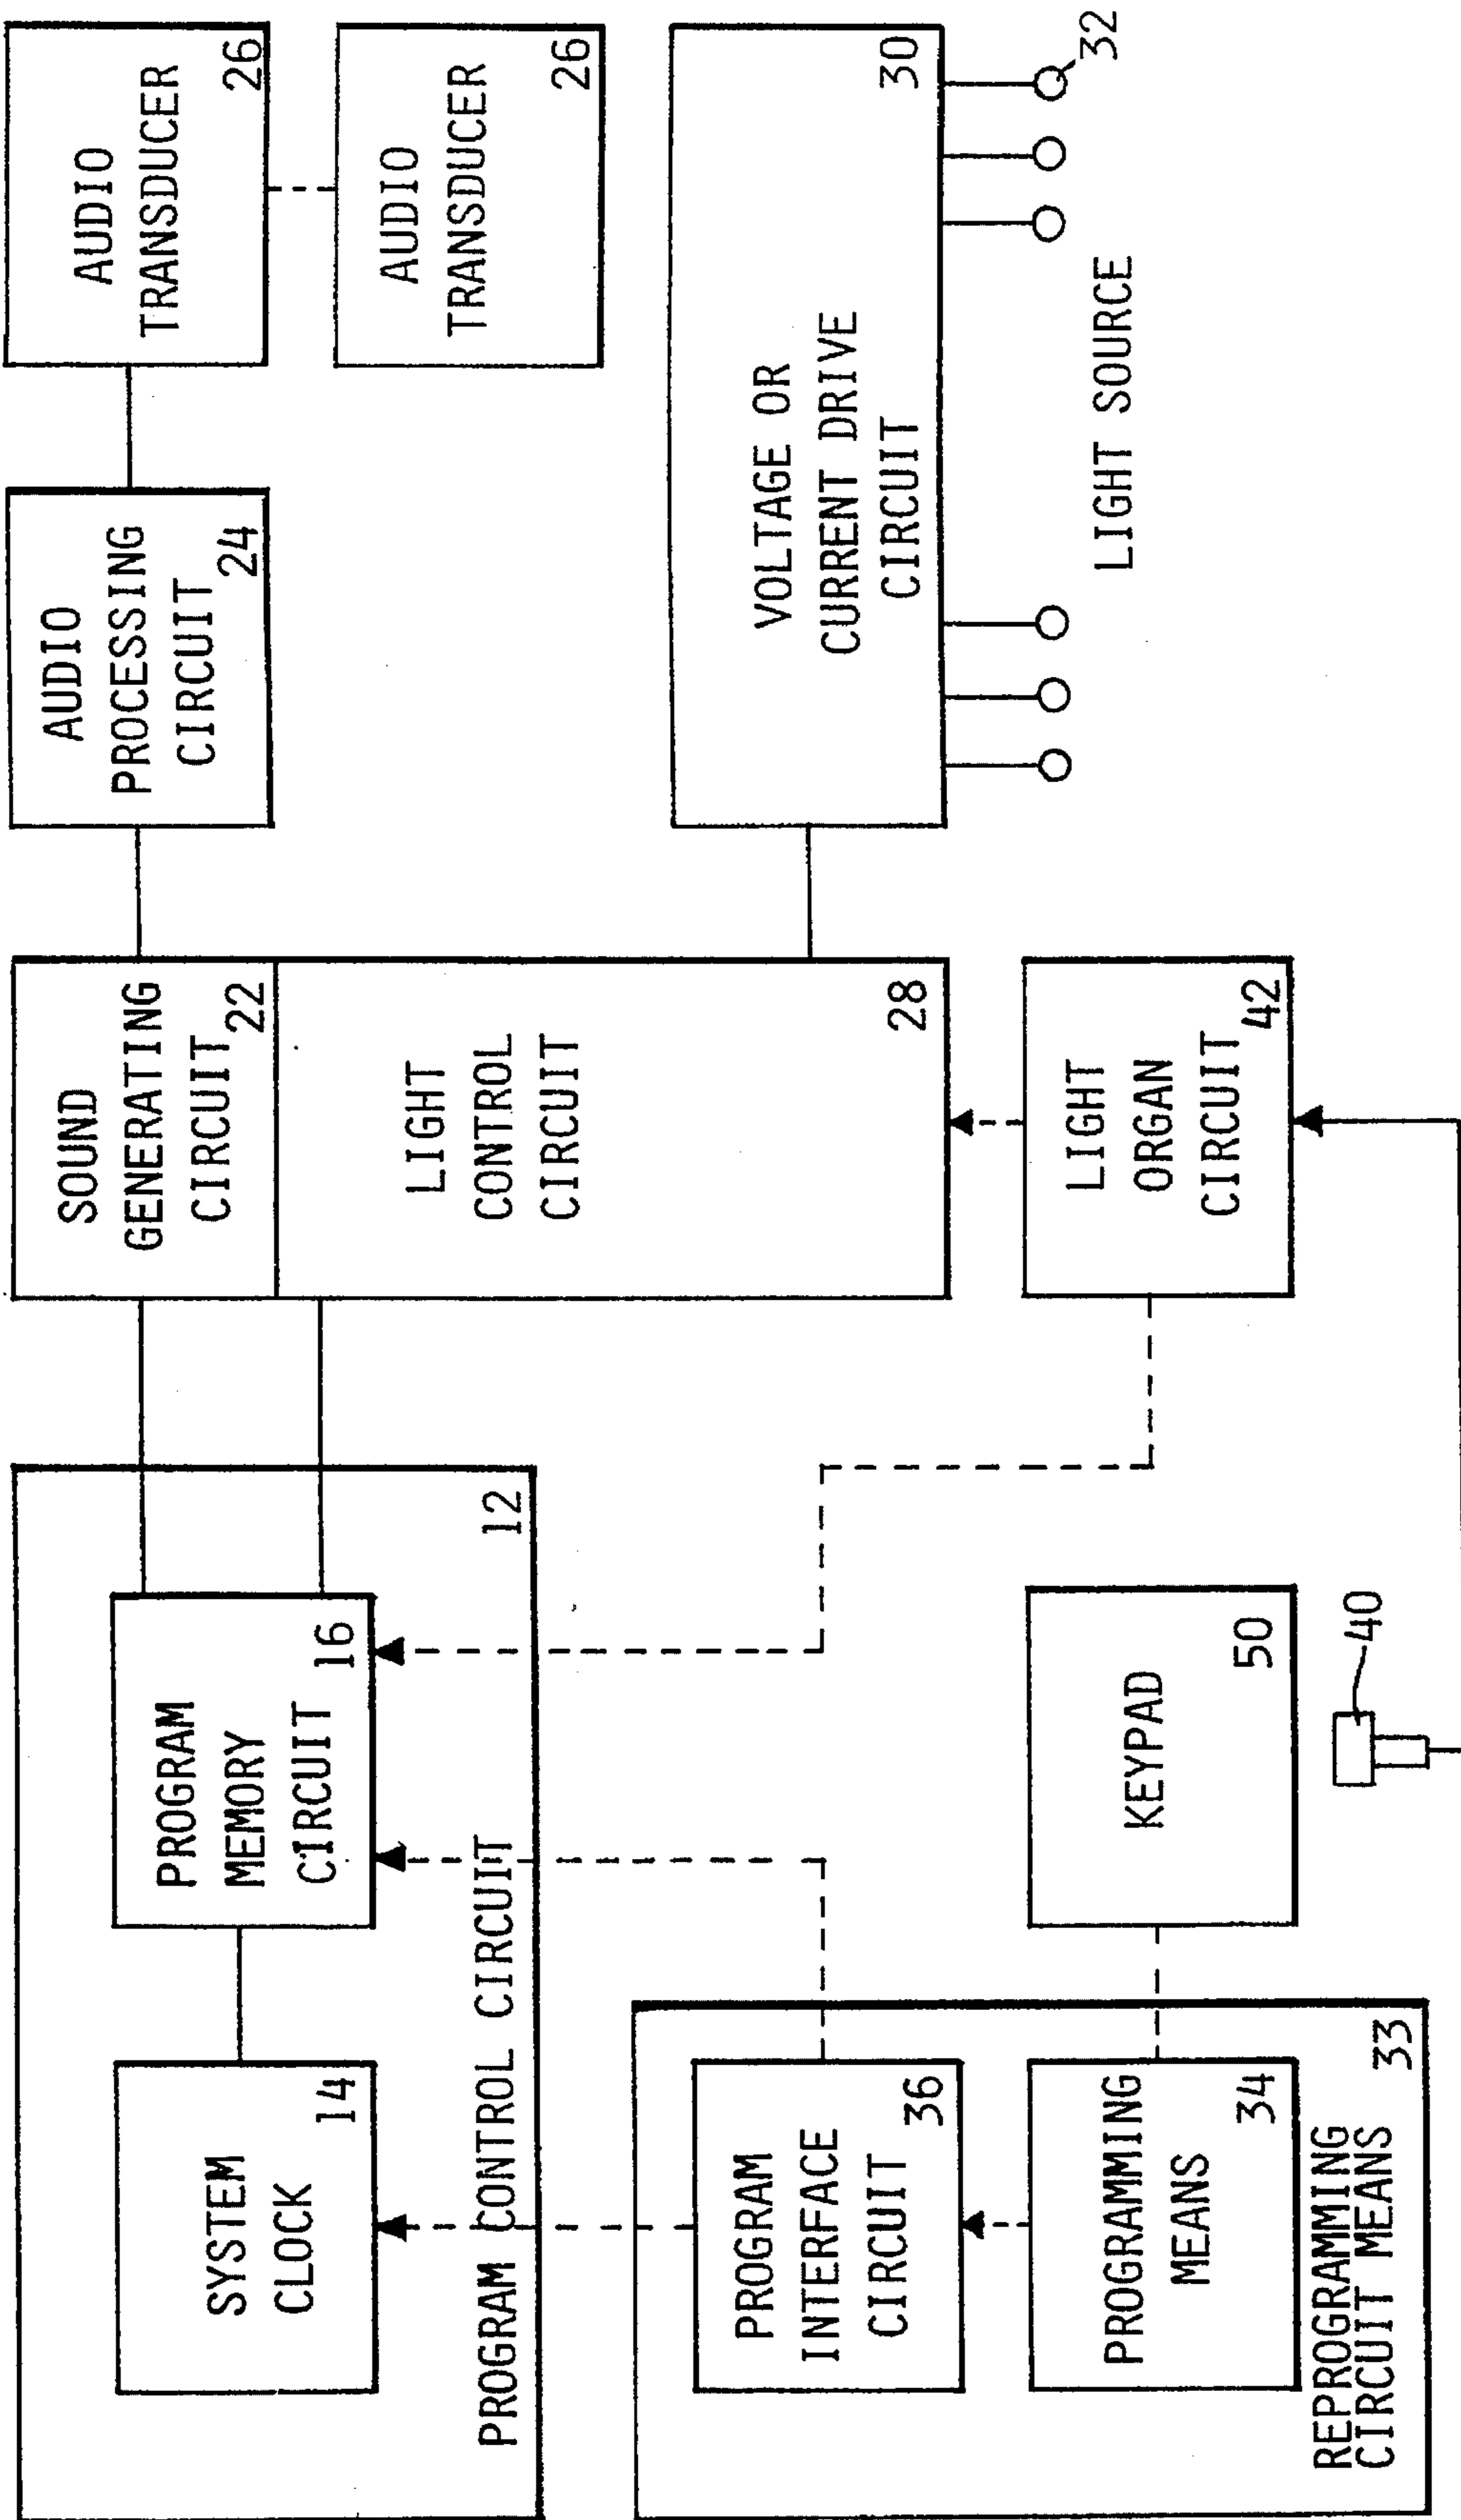 SYSTEM
CLOCK
14
PROGRAM
MEMORY
CIRCUIT
16
PROGRAM CONTROL CIRCUIT
12
SOUND
GENERATING
CIRCUIT
22
AUDIO
PROCESSING
CIRCUIT
24
AUDIO
TRANSDUCER
26
AUDIO
TRANSDUCER
26
LIGHT
CONTROL
CIRCUIT
28
VOLTAGE OR
CURRENT DRIVE
CIRCUIT
30
32
LIGHT SOURCE
PROGRAM
INTERFACE
CIRCUIT
36
PROGRAMMING
MEANS
34
REPROGRAMMING
CIRCUIT MEANS
33
KEYPAD
50
40
LIGHT
ORGAN
CIRCUIT
42